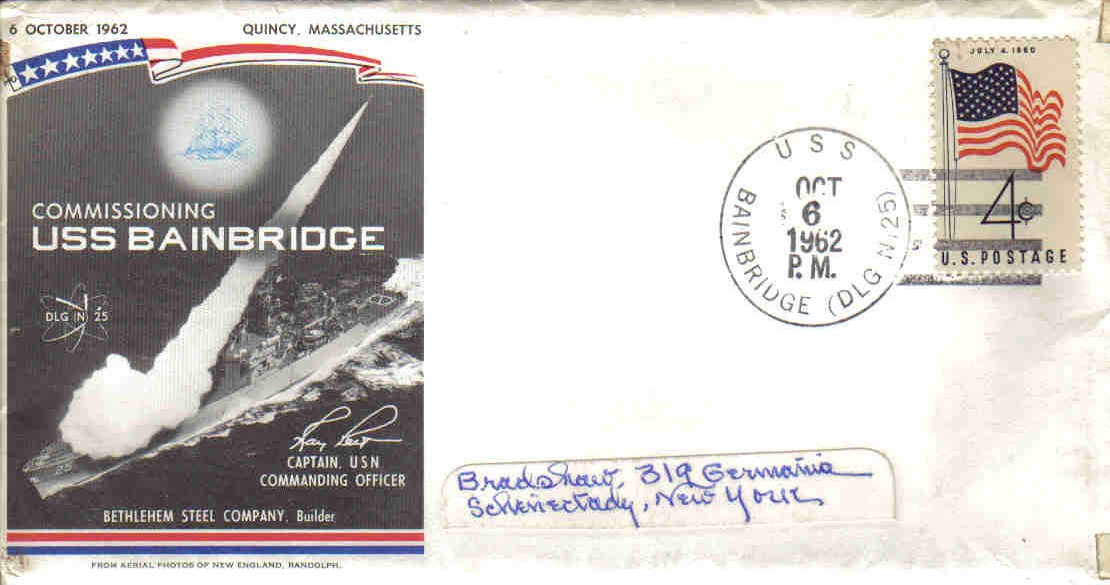 6 OCTOBER 1962 QUINCY, MASSACHUSETTS
COMMISSIONING
USS BAINBRIDGE
DLG (N) 25
25
CAPTAIN, USN
COMMANDING OFFICER
BETHLEHEM STEEL COMPANY, Builder
FROM AERIAL PHOTOS OF NEW ENGLAND, RANDOLPH.
USS
BAINBRIDGE (DLG N 25)
OCT
6
1962
P.M.
JULY 4, 1960
4¢
U.S. POSTAGE
Bradshaw, 319 Germania
Schenectady, New York